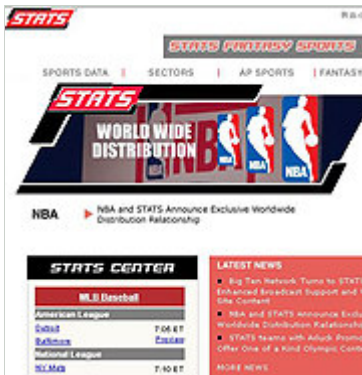 STATS
STATS FANTASY SPORTS
SPORTS DATA | SECTORS | AP SPORTS | FANTASY
STATS
WORLD WIDE
DISTRIBUTION
NBA
NBA
NBA
NBA
NBA NBA and STATS Announce Exclusive Worldwide
Distribution Relationship
STATS CENTER
MLB Baseball
American League
Detroit 7:05 ET
Baltimore Preview
National League
NY Mets 7:10 ET
LATEST NEWS
Big Ten Network Turns to STATS
Enhanced Broadcast Support and
Site Content
NBA and STATS Announce Exclu
Worldwide Distribution Relationsh
STATS teams with Aduck Promo
Offer One of a Kind Olympic Cont
MORE NEWS